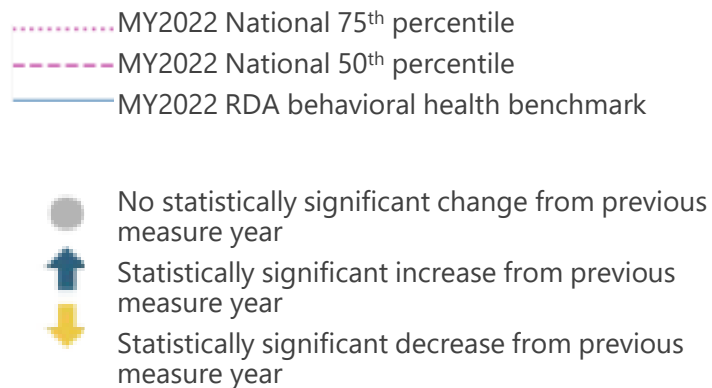 MY2022 National 75th percentile
MY2022 National 50th percentile
MY2022 RDA behavioral health benchmark
No statistically significant change from previous
measure year
Statistically significant increase from previous
measure year
Statistically significant decrease from previous
measure year